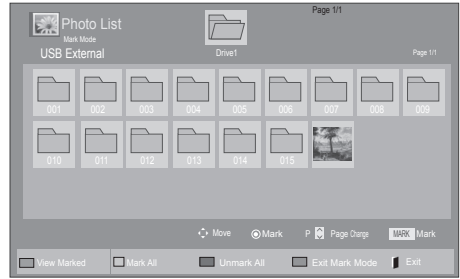 Page 1/1
Photo List
Mark Mode
USB External
Drive1
Page 1/1
001 002 003 004 005 006 007 008 009
010 011 012 013 014 015
Move Mark P Page Change MARK Mark
View Marked Mark All Unmark All Exit Mark Mode Exit